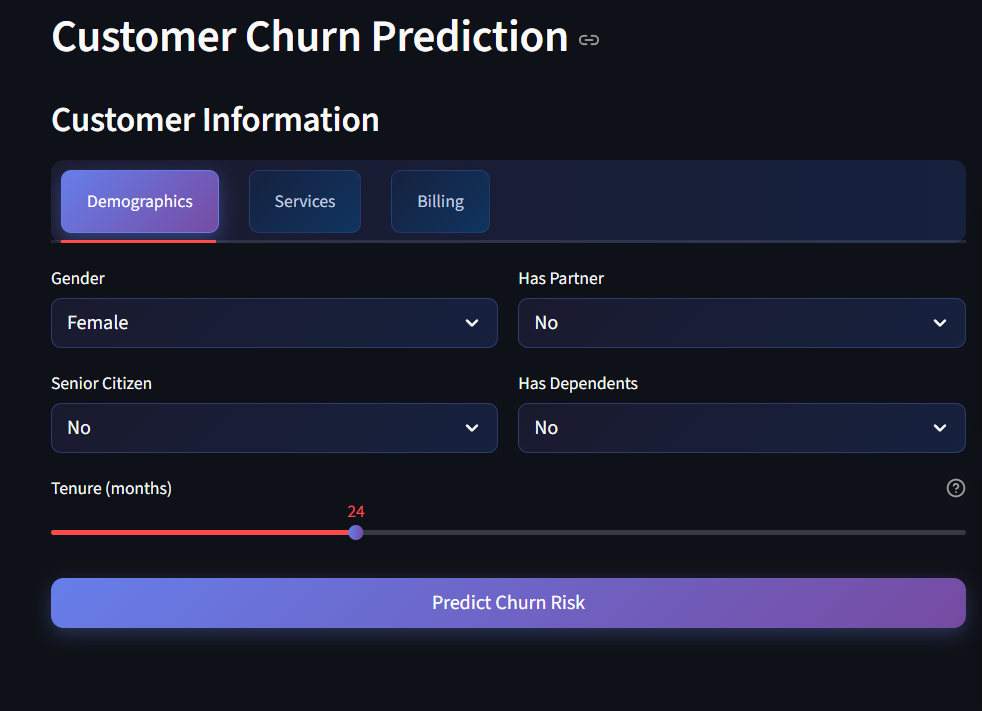 Customer Churn Prediction
Customer Information
Demographics Services Billing
Gender Has Partner
Female No
Senior Citizen Has Dependents
No No
Tenure (months)
24
Predict Churn Risk